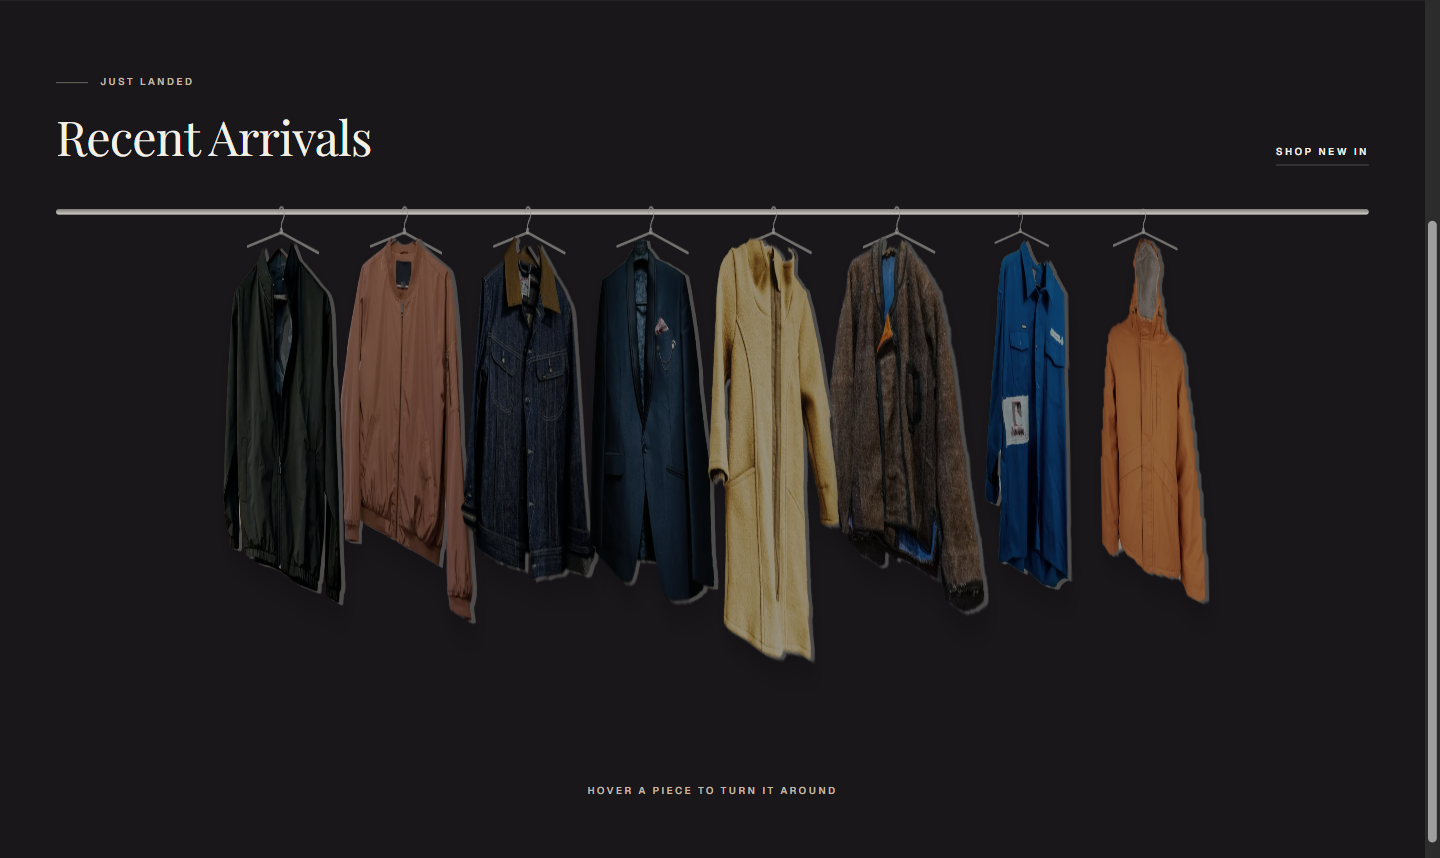 JUST LANDED
Recent Arrivals
SHOP NEW IN
HOVER A PIECE TO TURN IT AROUND